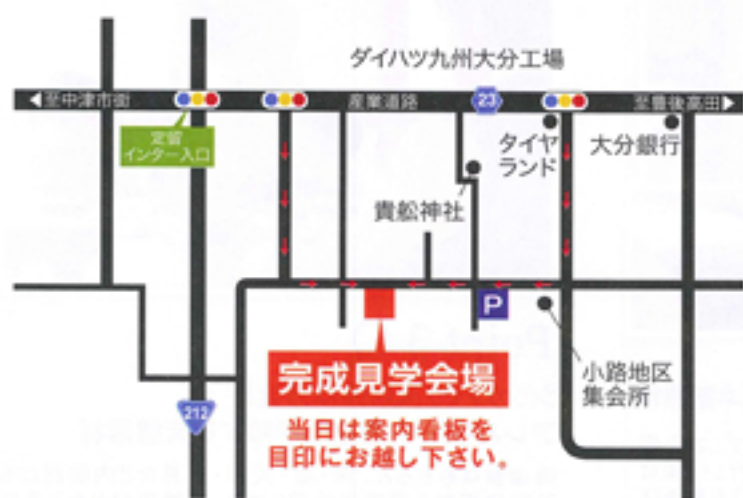 ダイハツ九州大分工場
◀至中津市街
産業道路
23
至豊後高田▶
定留
インター入口
タイヤ
ランド
大分銀行
貴舩神社
P
完成見学会場
小路地区
集会所
212
当日は案内看板を
目印にお越し下さい。